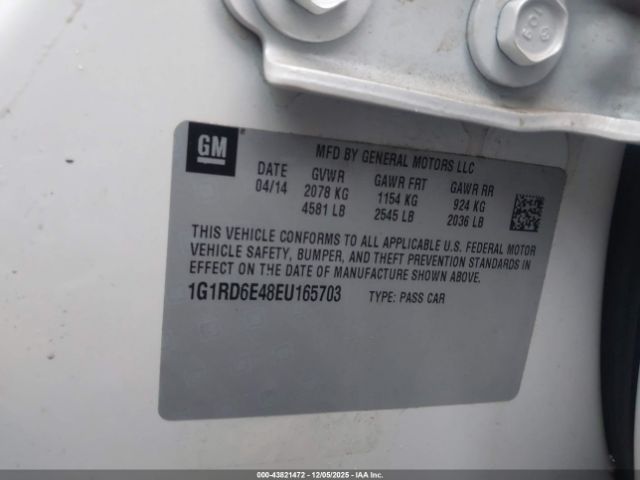 GM
MFD BY GENERAL MOTORS LLC
DATE GVWR GAWR FRT GAWR RR
04/14 2078 KG 1154 KG 924 KG
4581 LB 2545 LB 2036 LB
THIS VEHICLE CONFORMS TO ALL APPLICABLE U.S. FEDERAL MOTOR
VEHICLE SAFETY, BUMPER, AND THEFT PREVENTION STANDARDS IN
EFFECT ON THE DATE OF MANUFACTURE SHOWN ABOVE.
1G1RD6E48EU165703 TYPE: PASS CAR
000-43821472 - 12/05/2025 - IAAI.COM